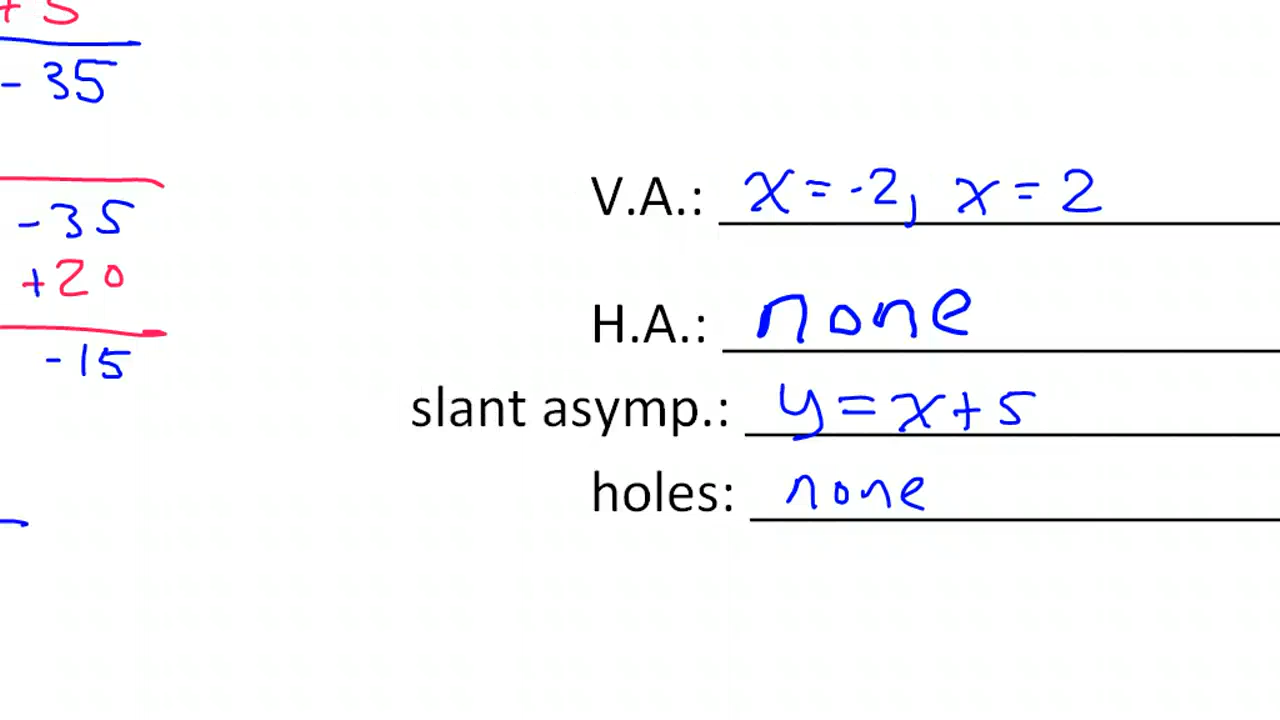 + 5
- 35
- 35
+ 20
- 15
V.A.: x = -2, x = 2
H.A.: none
slant asymp.: y = x + 5
holes: none